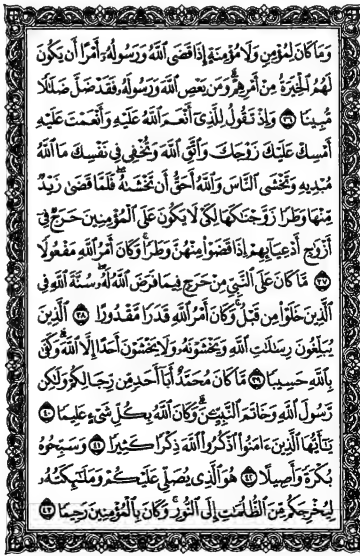 وَمَا كَانَ لِمُؤْمِنٍ وَلَا مُؤْمِنَةٍ إِذَا قَضَى ٱللَّهُ وَرَسُولُهُۥٓ أَمْرًا أَن يَكُونَ
لَهُمُ ٱلْخِيَرَةُ مِنْ أَمْرِهِمْ ۗ وَمَن يَعْصِ ٱللَّهَ وَرَسُولَهُۥ فَقَدْ ضَلَّ ضَلَٰلًا
مُّبِينًا ٣٦ وَإِذْ تَقُولُ لِلَّذِىٓ أَنْعَمَ ٱللَّهُ عَلَيْهِ وَأَنْعَمْتَ عَلَيْهِ
أَمْسِكْ عَلَيْكَ زَوْجَكَ وَٱتَّقِ ٱللَّهَ وَتُخْفِى فِى نَفْسِكَ مَا ٱللَّهُ
مُبْدِيهِ وَتَخْشَى ٱلنَّاسَ وَٱللَّهُ أَحَقُّ أَن تَخْشَىٰهُ ۖ فَلَمَّا قَضَىٰ زَيْدٌ
مِّنْهَا وَطَرًا زَوَّجْنَٰكَهَا لِكَىْ لَا يَكُونَ عَلَى ٱلْمُؤْمِنِينَ حَرَجٌ فِىٓ
أَزْوَٰجِ أَدْعِيَآئِهِمْ إِذَا قَضَوْا۟ مِنْهُنَّ وَطَرًا ۚ وَكَانَ أَمْرُ ٱللَّهِ مَفْعُولًا
٣٧ مَّا كَانَ عَلَى ٱلنَّبِىِّ مِنْ حَرَجٍ فِيمَا فَرَضَ ٱللَّهُ لَهُۥ ۖ سُنَّةَ ٱللَّهِ فِى
ٱلَّذِينَ خَلَوْا۟ مِن قَبْلُ ۚ وَكَانَ أَمْرُ ٱللَّهِ قَدَرًا مَّقْدُورًا ٣٨ ٱلَّذِينَ
يُبَلِّغُونَ رِسَٰلَٰتِ ٱللَّهِ وَيَخْشَوْنَهُۥ وَلَا يَخْشَوْنَ أَحَدًا إِلَّا ٱللَّهَ ۗ وَكَفَىٰ
بِٱللَّهِ حَسِيبًا ٣٩ مَّا كَانَ مُحَمَّدٌ أَبَآ أَحَدٍ مِّن رِّجَالِكُمْ وَلَٰكِن
رَّسُولَ ٱللَّهِ وَخَاتَمَ ٱلنَّبِيِّۦنَ ۗ وَكَانَ ٱللَّهُ بِكُلِّ شَىْءٍ عَلِيمًا ٤٠
يَٰٓأَيُّهَا ٱلَّذِينَ ءَامَنُوا۟ ٱذْكُرُوا۟ ٱللَّهَ ذِكْرًا كَثِيرًا ٤١ وَسَبِّحُوهُ
بُكْرَةً وَأَصِيلًا ٤٢ هُوَ ٱلَّذِى يُصَلِّى عَلَيْكُمْ وَمَلَٰٓئِكَتُهُۥ
لِيُخْرِجَكُم مِّنَ ٱلظُّلُمَٰتِ إِلَى ٱلنُّورِ ۚ وَكَانَ بِٱلْمُؤْمِنِينَ رَحِيمًا ٤٣